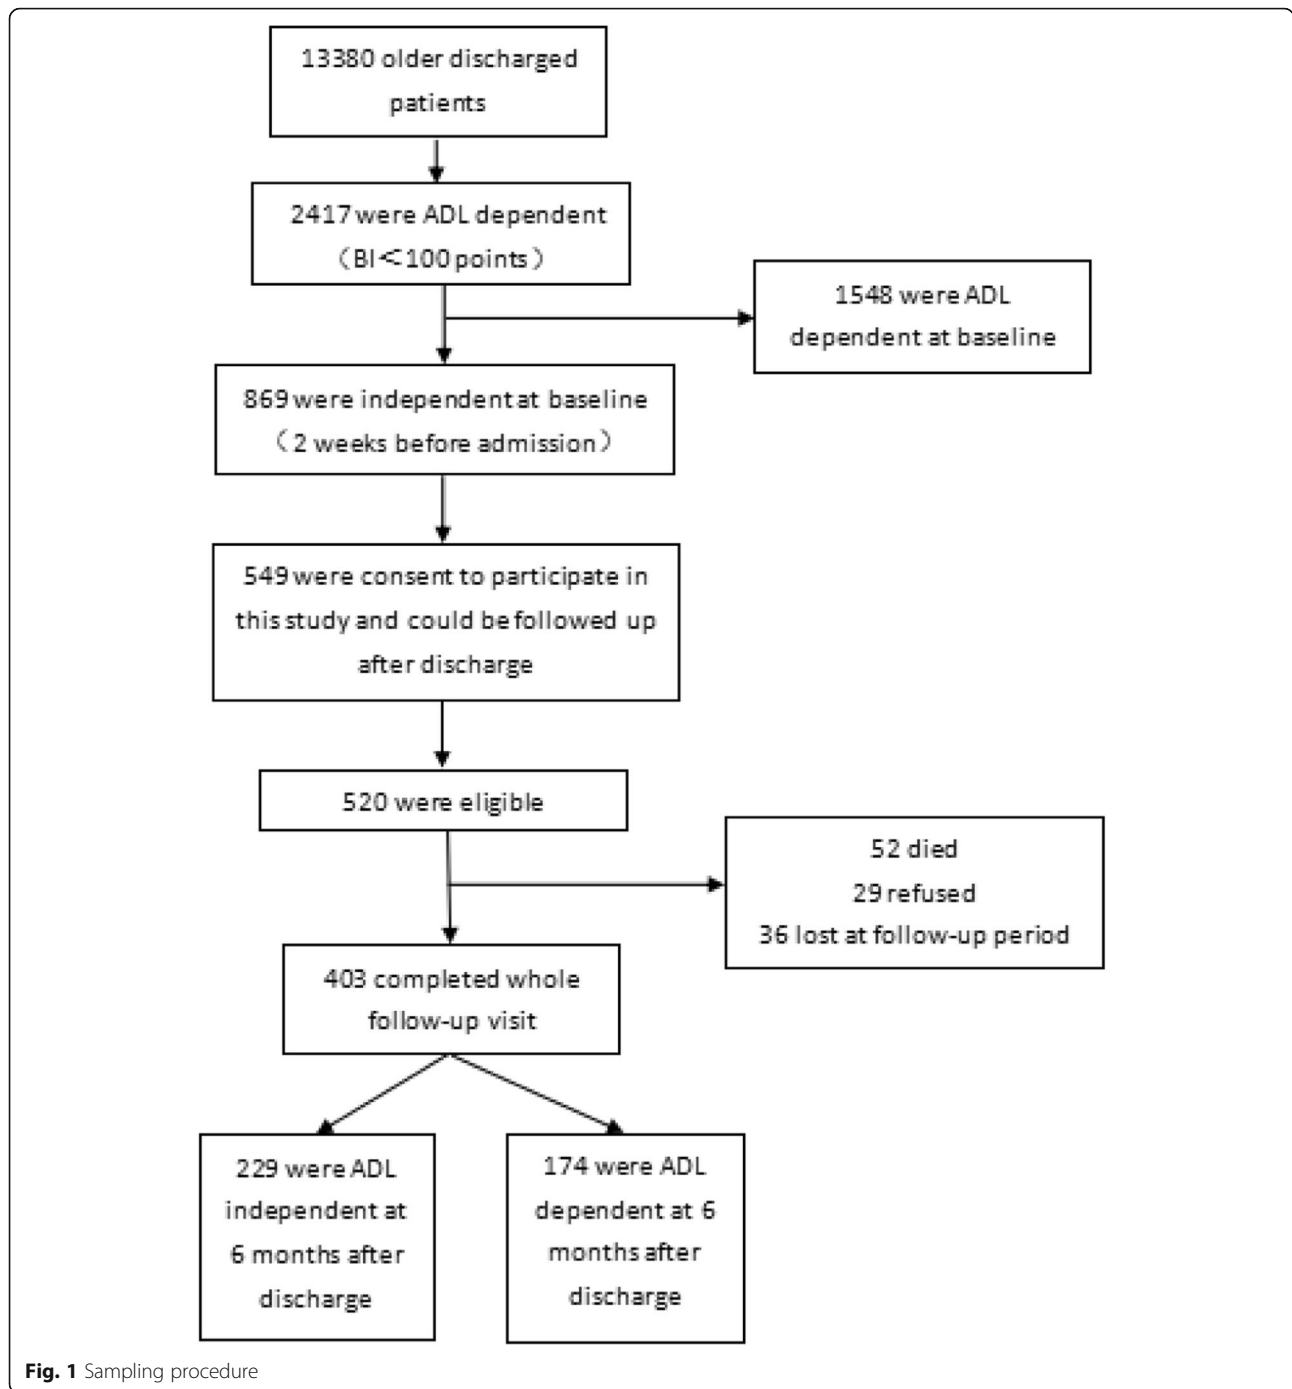 13380 older discharged
patients
2417 were ADL dependent
（BI＜100 points）
1548 were ADL
dependent at baseline
869 were independent at baseline
（2 weeks before admission）
549 were consent to participate in
this study and could be followed up
after discharge
520 were eligible
52 died
29 refused
36 lost at follow-up period
403 completed whole
follow-up visit
229 were ADL
independent at
6 months after
discharge
174 were ADL
dependent at 6
months after
discharge
Fig. 1 Sampling procedure